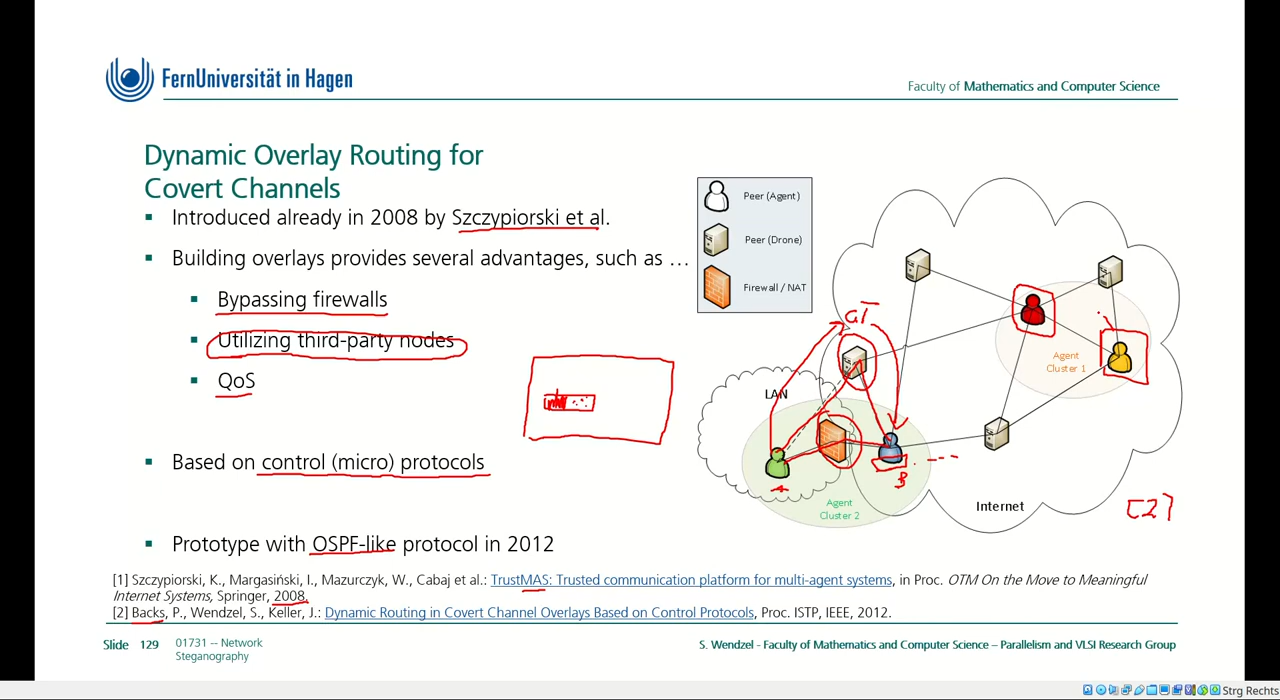 FernUniversität in Hagen
Faculty of Mathematics and Computer Science
Dynamic Overlay Routing for
Covert Channels
Introduced already in 2008 by Szczypiorski et al.
Building overlays provides several advantages, such as …
Bypassing firewalls
Utilizing third-party nodes
QoS
Based on control (micro) protocols
Prototype with OSPF-like protocol in 2012
Peer (Agent)
Peer (Drone)
Firewall / NAT
LAN
Agent
Cluster 1
Agent
Cluster 2
Internet
A
B
[2]
[1] Szczypiorski, K., Margasiński, I., Mazurczyk, W., Cabaj et al.: TrustMAS: Trusted communication platform for multi-agent systems, in Proc. OTM On the Move to Meaningful
Internet Systems, Springer, 2008.
[2] Backs, P., Wendzel, S., Keller, J.: Dynamic Routing in Covert Channel Overlays Based on Control Protocols, Proc. ISTP, IEEE, 2012.
Slide 129
01731 -- Network
Steganography
S. Wendzel - Faculty of Mathematics and Computer Science – Parallelism and VLSI Research Group
Strg Rechts